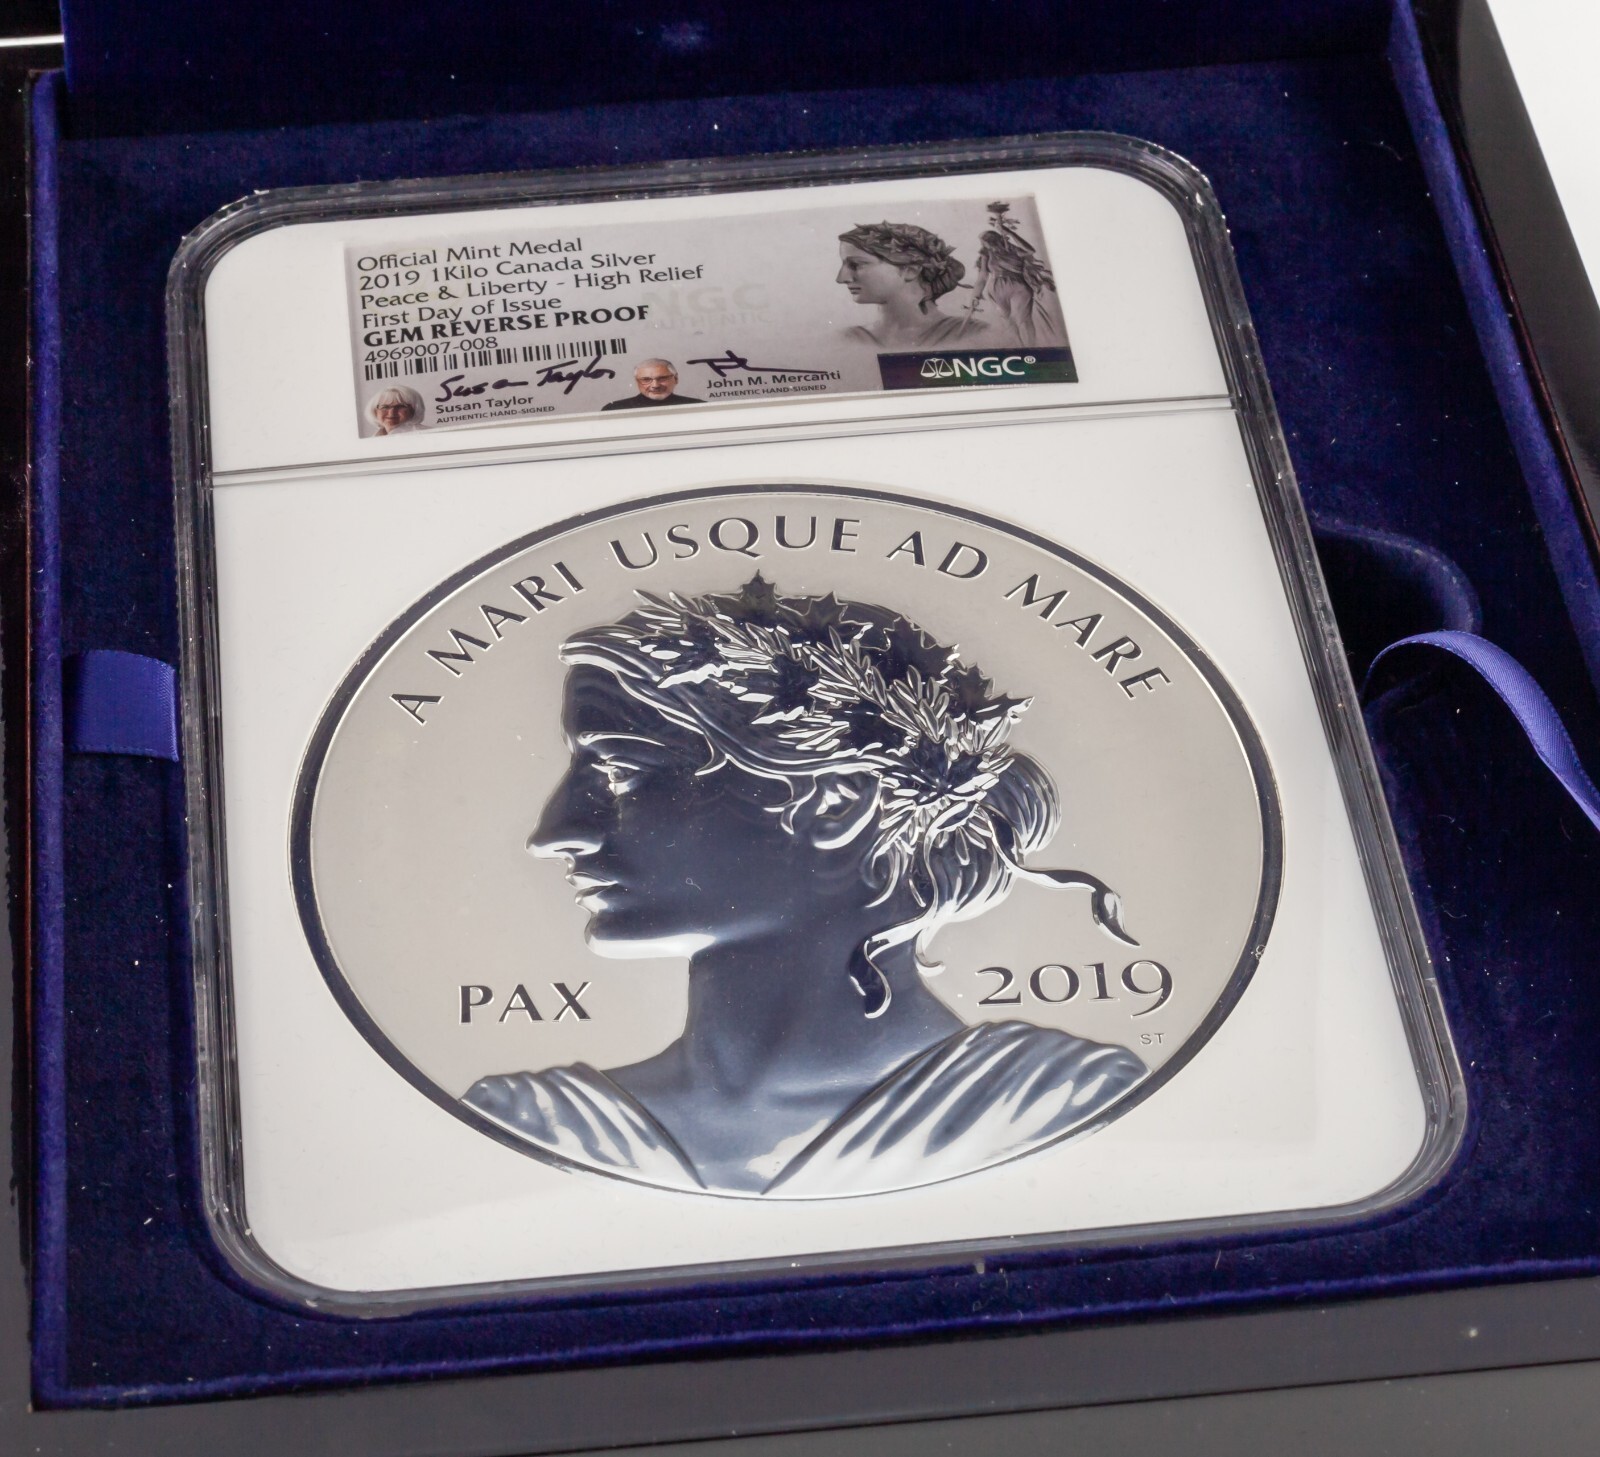 Official Mint Medal
2019 1Kilo Canada Silver
Peace & Liberty - High Relief
First Day of Issue
GEM REVERSE PROOF
4969007-008
Susan Taylor
Susan Taylor
AUTHENTIC HAND-SIGNED
John M. Mercanti
AUTHENTIC HAND-SIGNED
NGC
NGC®
A MARI USQUE AD MARE
PAX
2019
ST